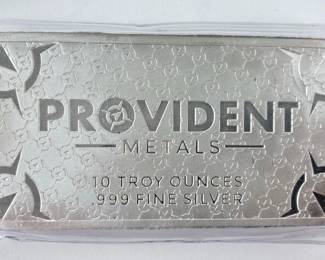 PROVIDENT
METALS
10 TROY OUNCES
.999 FINE SILVER